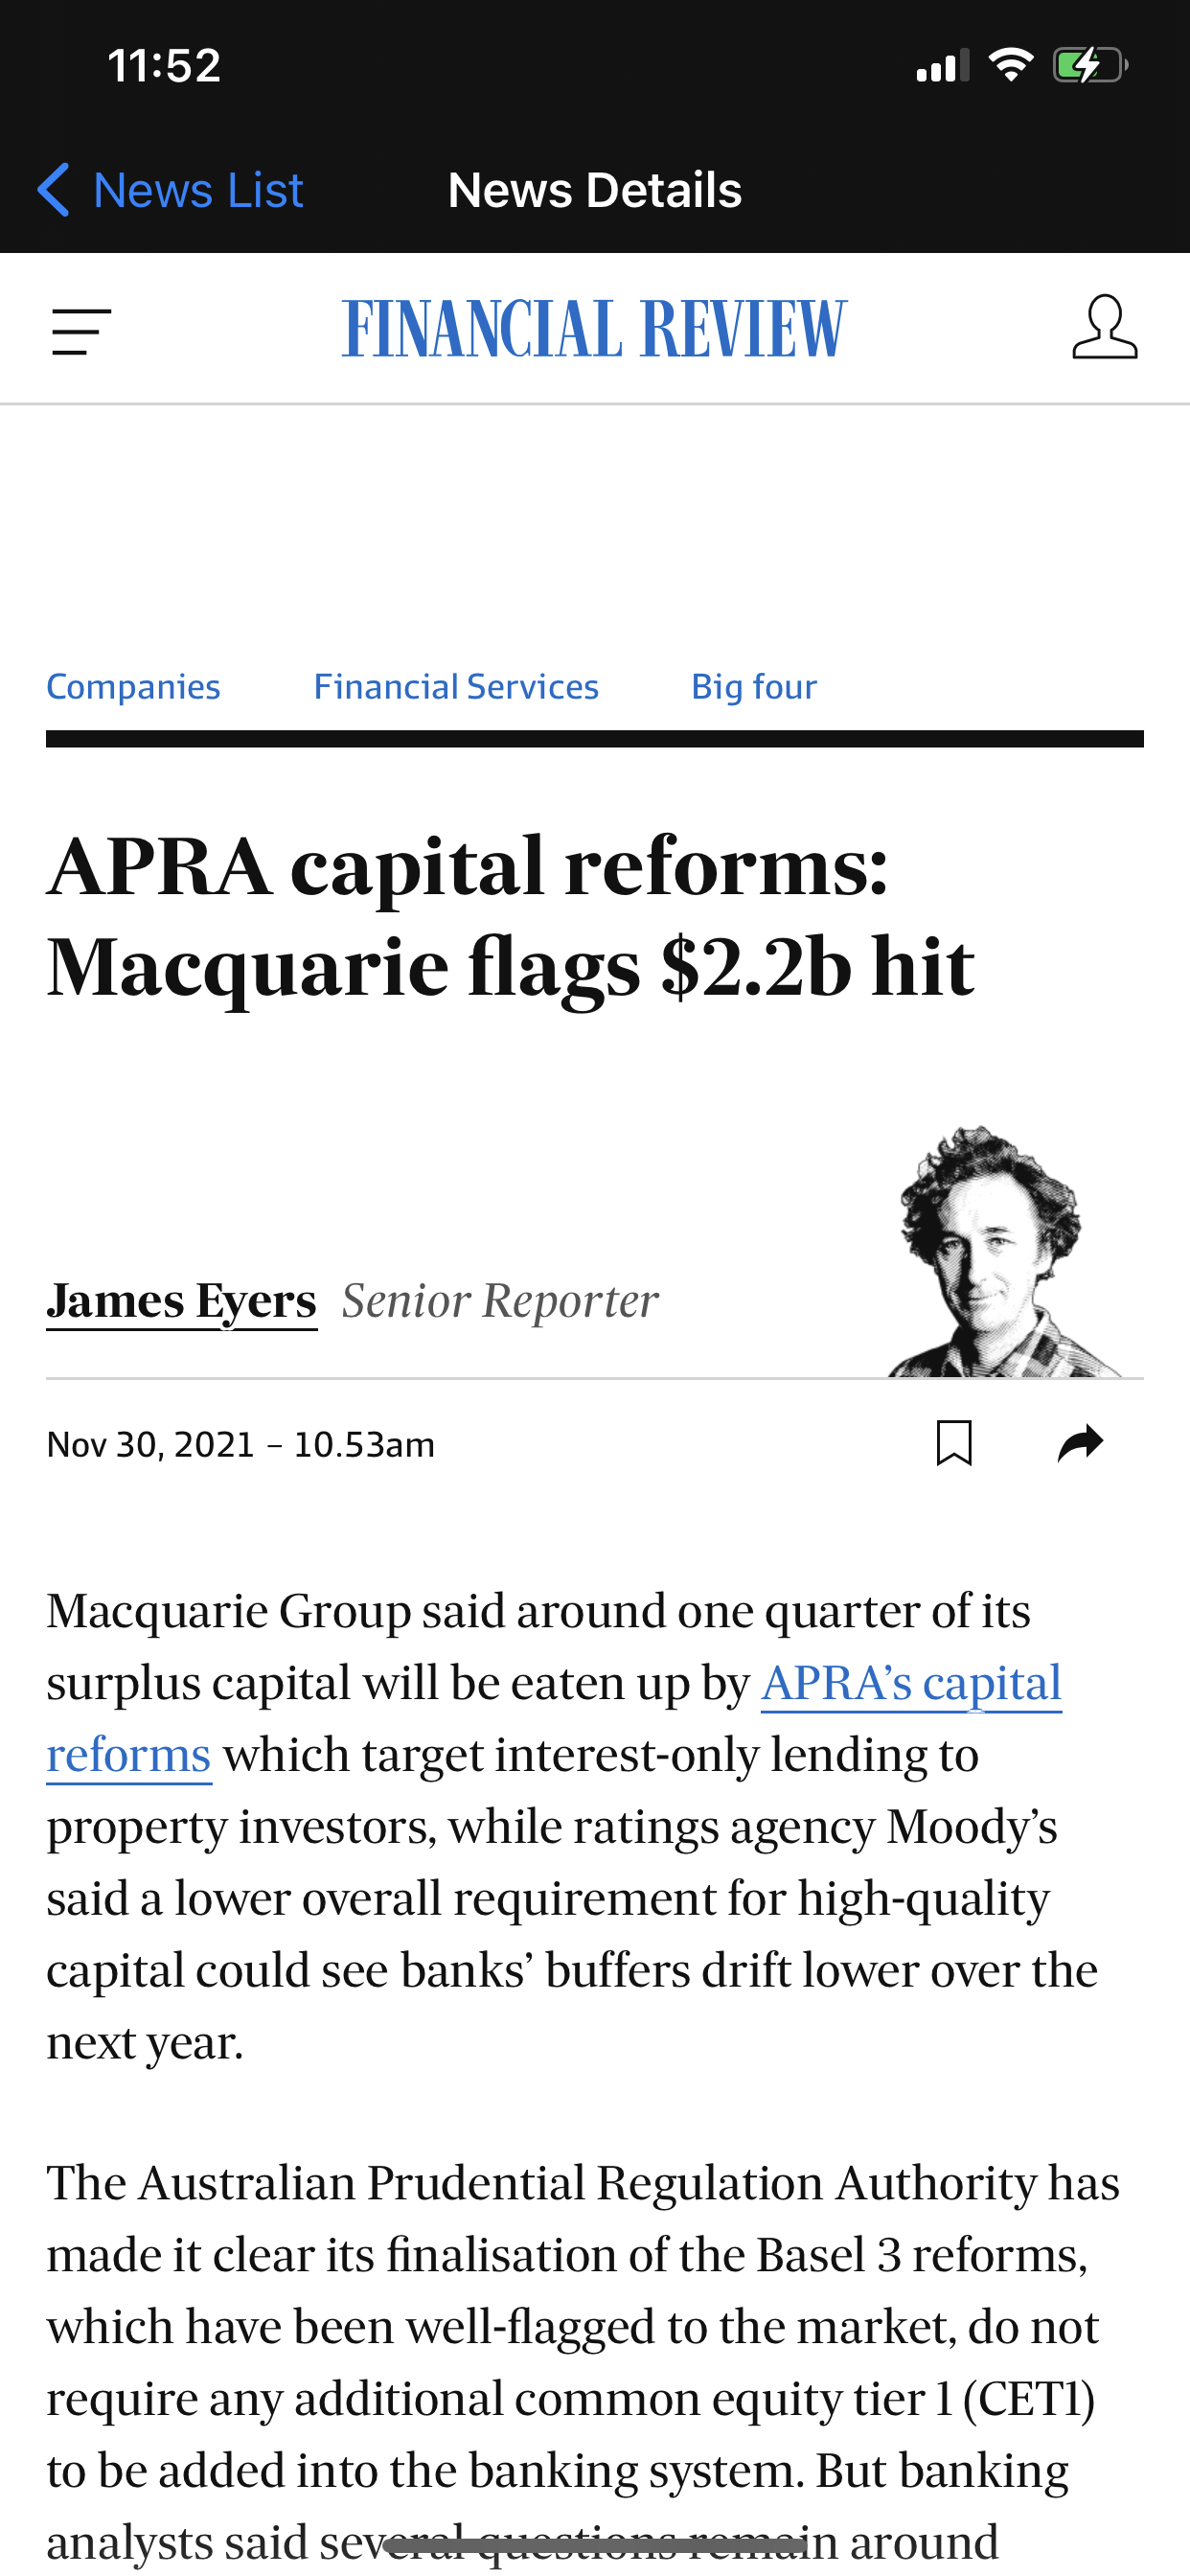 11:52
News List
News Details
FINANCIAL REVIEW
Companies Financial Services Big four
APRA capital reforms:
Macquarie flags $2.2b hit
James Eyers Senior Reporter
Nov 30, 2021 – 10.53am
Macquarie Group said around one quarter of its
surplus capital will be eaten up by APRA’s capital
reforms which target interest-only lending to
property investors, while ratings agency Moody’s
said a lower overall requirement for high-quality
capital could see banks’ buffers drift lower over the
next year.
The Australian Prudential Regulation Authority has
made it clear its finalisation of the Basel 3 reforms,
which have been well-flagged to the market, do not
require any additional common equity tier 1 (CET1)
to be added into the banking system. But banking
analysts said several questions remain around